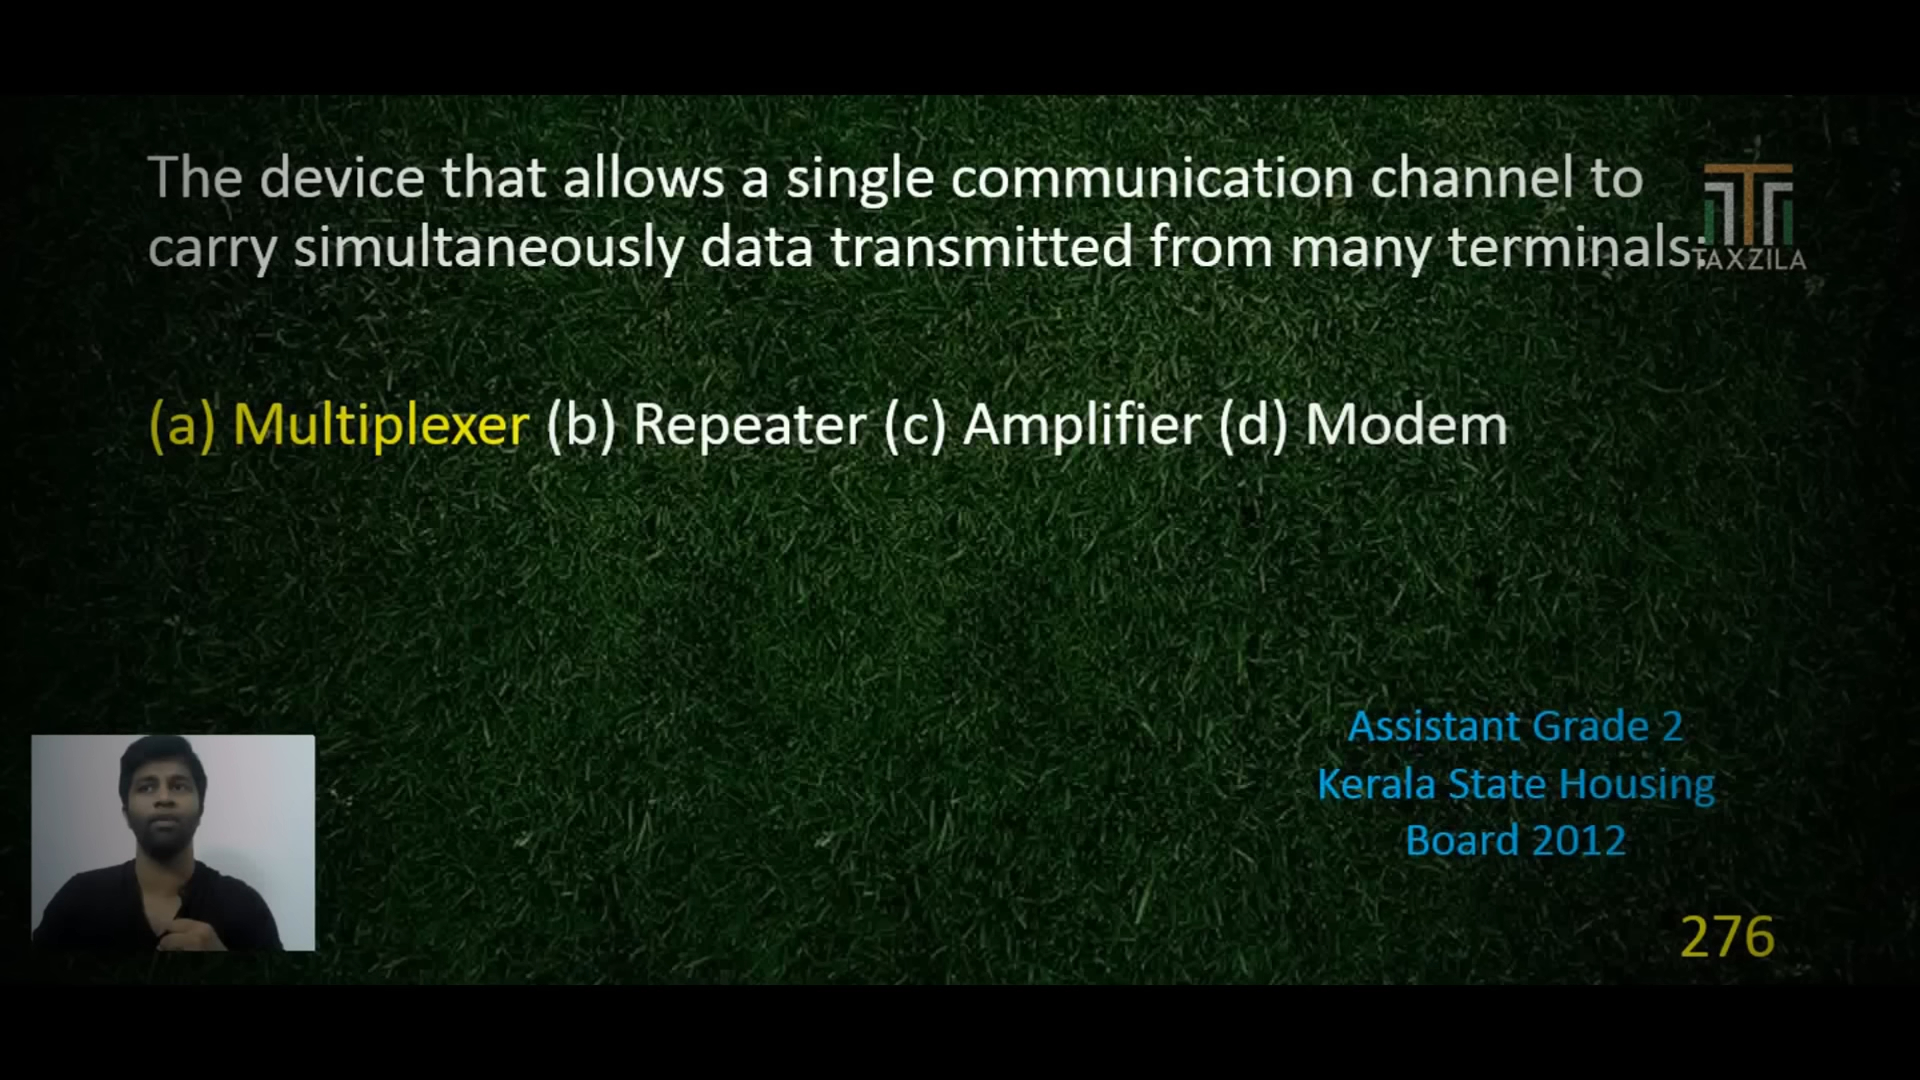 The device that allows a single communication channel to
carry simultaneously data transmitted from many terminals:
TAXZILA
(a) Multiplexer (b) Repeater (c) Amplifier (d) Modem
Assistant Grade 2
Kerala State Housing
Board 2012
276